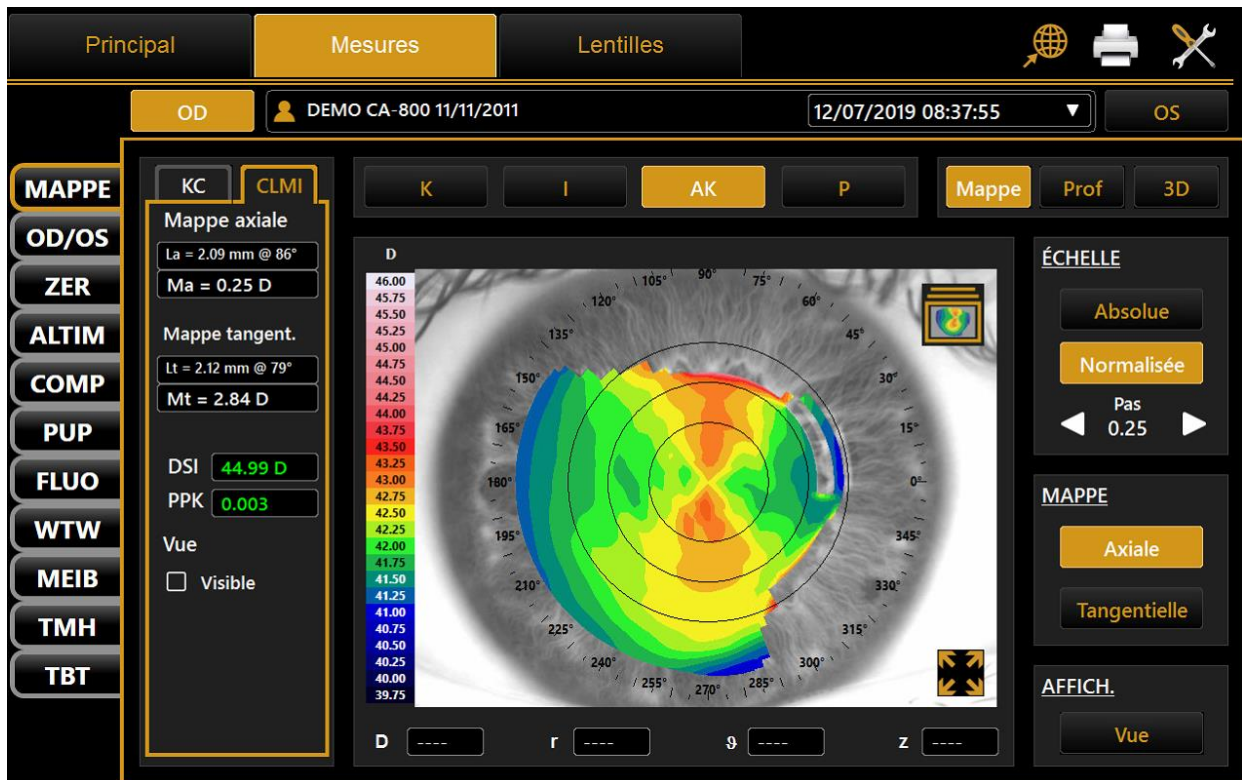 Principal
Mesures
Lentilles
OD
DEMO CA-800 11/11/2011
12/07/2019 08:37:55
▼
OS
MAPPE
OD/OS
ZER
ALTIM
COMP
PUP
FLUO
WTW
MEIB
TMH
TBT
KC
CLMI
Mappe axiale
La = 2.09 mm @ 86°
Ma = 0.25 D
Mappe tangent.
Lt = 2.12 mm @ 79°
Mt = 2.84 D
DSI 44.99 D
PPK 0.003
Vue
Visible
K
I
AK
P
Mappe
Prof
3D
D
46.00
45.75
45.50
45.25
45.00
44.75
44.50
44.25
44.00
43.75
43.50
43.25
43.00
42.75
42.50
42.25
42.00
41.75
41.50
41.25
41.00
40.75
40.50
40.25
40.00
39.75
105°
90°
75°
120°
60°
135°
45°
150°
30°
165°
15°
180°
0°
195°
345°
210°
330°
225°
315°
240°
300°
255°
270°
285°
D ----
r ----
ϑ ----
z ----
ÉCHELLE
Absolue
Normalisée
Pas
0.25
MAPPE
Axiale
Tangentielle
AFFICH.
Vue